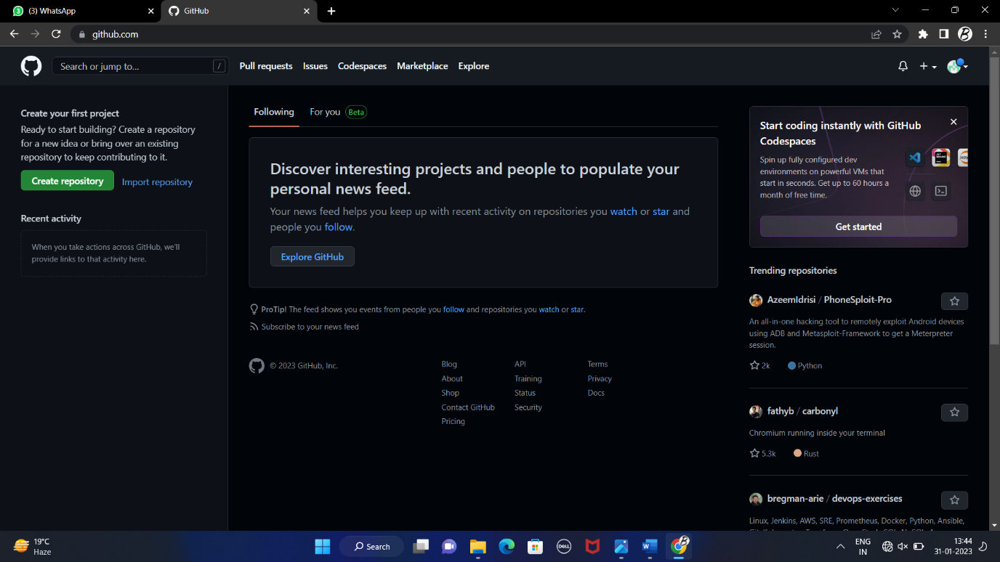 (3) WhatsApp
GitHub
github.com
Search or jump to...
/
Pull requests
Issues
Codespaces
Marketplace
Explore
Create your first project
Ready to start building? Create a repository
for a new idea or bring over an existing
repository to keep contributing to it.
Create repository
Import repository
Recent activity
When you take actions across GitHub, we'll
provide links to that activity here.
Following
For you
Beta
Discover interesting projects and people to populate your
personal news feed.
Your news feed helps you keep up with recent activity on repositories you watch or star and
people you follow.
Explore GitHub
ProTip! The feed shows you events from people you follow and repositories you watch or star.
Subscribe to your news feed
© 2023 GitHub, Inc.
Blog
About
Shop
Contact GitHub
Pricing
API
Training
Status
Security
Terms
Privacy
Docs
Start coding instantly with GitHub
Codespaces
Spin up fully configured dev
environments on powerful VMs that
start in seconds. Get up to 60 hours a
month of free time.
Get started
Trending repositories
AzeemIdrisi / PhoneSploit-Pro
An all-in-one hacking tool to remotely exploit Android devices
using ADB and Metasploit-Framework to get a Meterpreter
session.
2k
Python
fathyb / carbonyl
Chromium running inside your terminal
5.3k
Rust
bregman-arie / devops-exercises
Linux, Jenkins, AWS, SRE, Prometheus, Docker, Python, Ansible,
19°C
Haze
Search
DELL
ENG
IN
13:44
31-01-2023